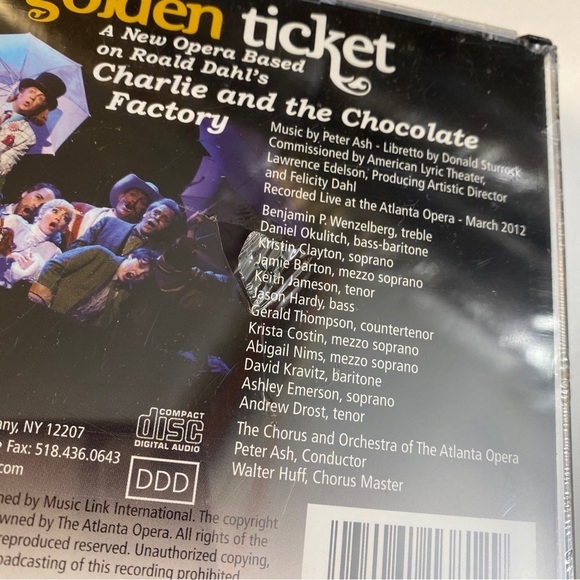 golden ticket
A New Opera Based
on Roald Dahl's
Charlie and the Chocolate
Factory
Music by Peter Ash - Libretto by Donald Sturrock
Commissioned by American Lyric Theater,
Lawrence Edelson, Producing Artistic Director
and Felicity Dahl
Recorded Live at the Atlanta Opera - March 2012
Benjamin P. Wenzelberg, treble
Daniel Okulitch, bass-baritone
Kristin Clayton, soprano
Jamie Barton, mezzo soprano
Keith Jameson, tenor
Jason Hardy, bass
Gerald Thompson, countertenor
Krista Costin, mezzo soprano
Abigail Nims, mezzo soprano
David Kravitz, baritone
Ashley Emerson, soprano
Andrew Drost, tenor
The Chorus and Orchestra of The Atlanta Opera
Peter Ash, Conductor
Walter Huff, Chorus Master
any, NY 12207
• Fax: 518.436.0643
.com
COMPACT
disc
DIGITAL AUDIO
DDD
ned by Music Link International. The copyright
owned by The Atlanta Opera. All rights of the
reproduced reserved. Unauthorized copying,
oadcasting of this recording prohibited